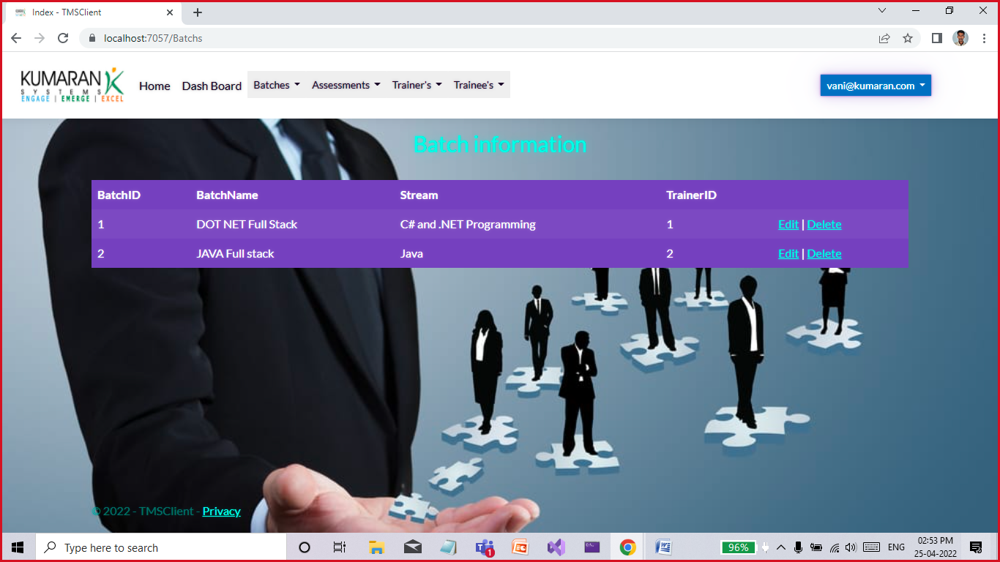 Index - TMSClient
localhost:7057/Batchs
KUMARAN
SYSTEMS
ENGAGE | EMERGE | EXCEL
Home Dash Board Batches Assessments Trainer's Trainee's vani@kumaran.com
Batch information
BatchID BatchName Stream TrainerID
1 DOT NET Full Stack C# and .NET Programming 1 Edit | Delete
2 JAVA Full stack Java 2 Edit | Delete
© 2022 - TMSClient - Privacy
Type here to search
1
EC
96%
ENG
02:53 PM
25-04-2022